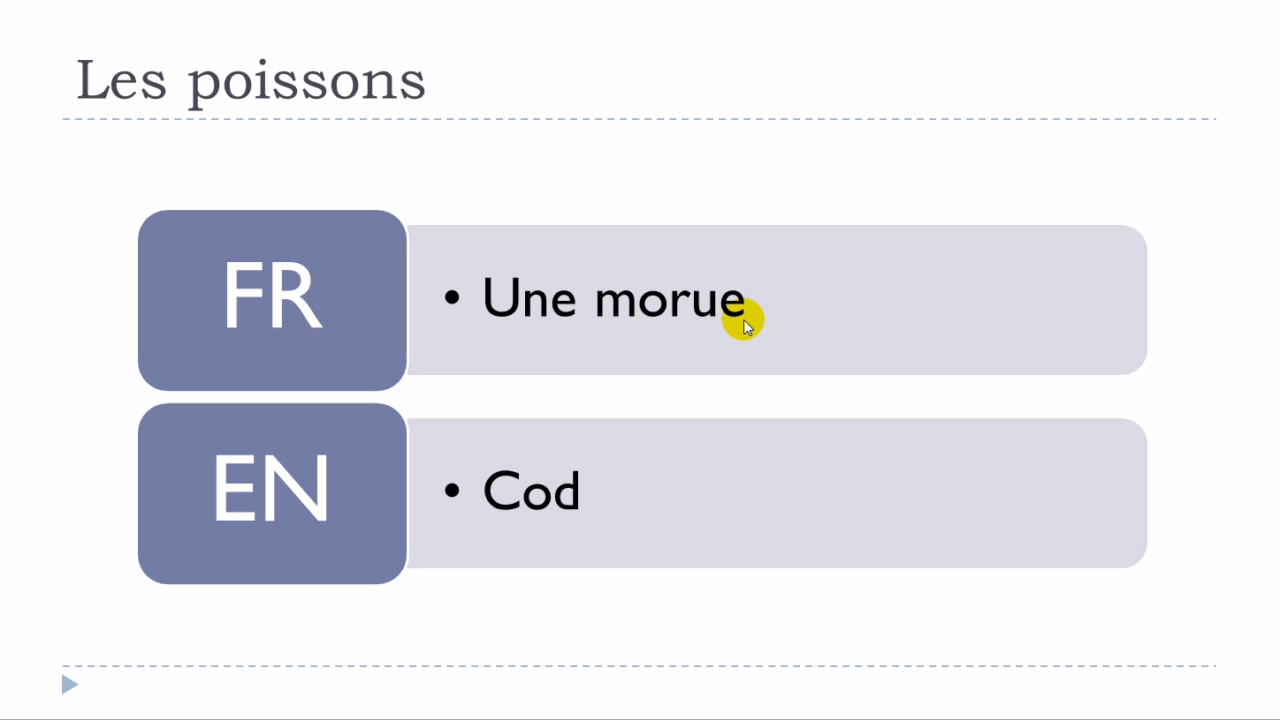 Les poissons
FR
• Une morue
EN
• Cod